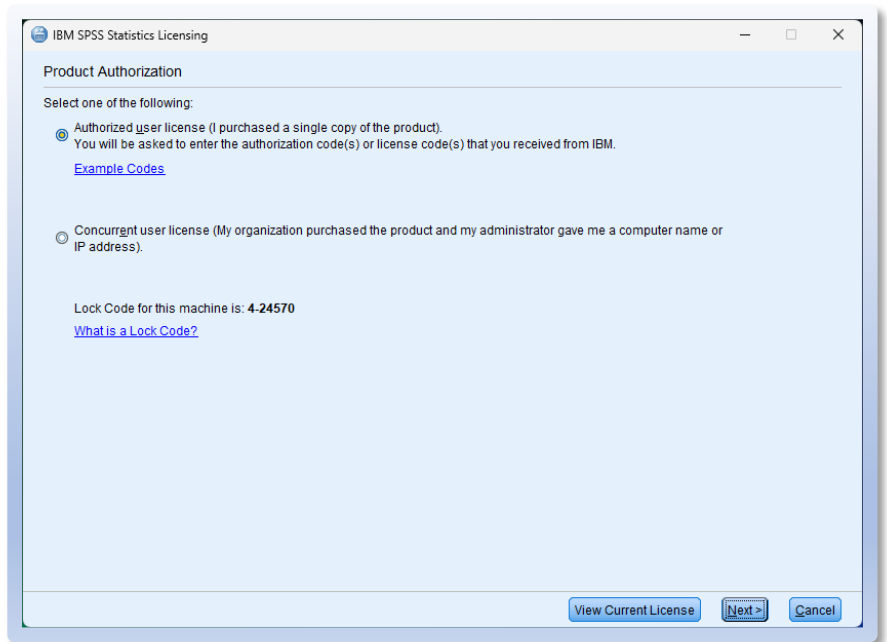 IBM SPSS Statistics Licensing
Product Authorization
Select one of the following:
Authorized user license (I purchased a single copy of the product).
You will be asked to enter the authorization code(s) or license code(s) that you received from IBM.
Example Codes
Concurrent user license (My organization purchased the product and my administrator gave me a computer name or
IP address).
Lock Code for this machine is: 4-24570
What is a Lock Code?
View Current License Next > Cancel